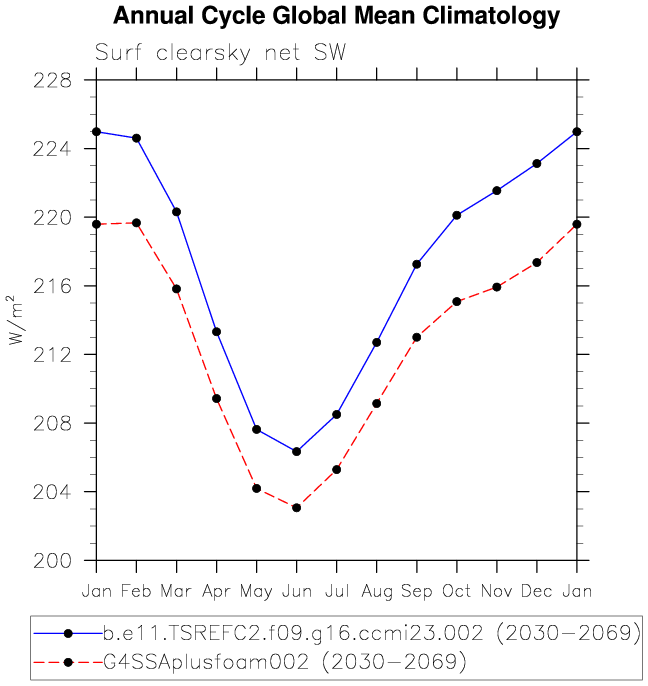 Annual Cycle Global Mean Climatology
Surf clearsky net SW
228
224
220
216
212
208
204
200
W/m²
Jan Feb Mar Apr May Jun Jul Aug Sep Oct Nov Dec Jan
b.e11.TSREFC2.f09.g16.ccmi23.002 (2030-2069)
G4SSAplusfoam002 (2030-2069)